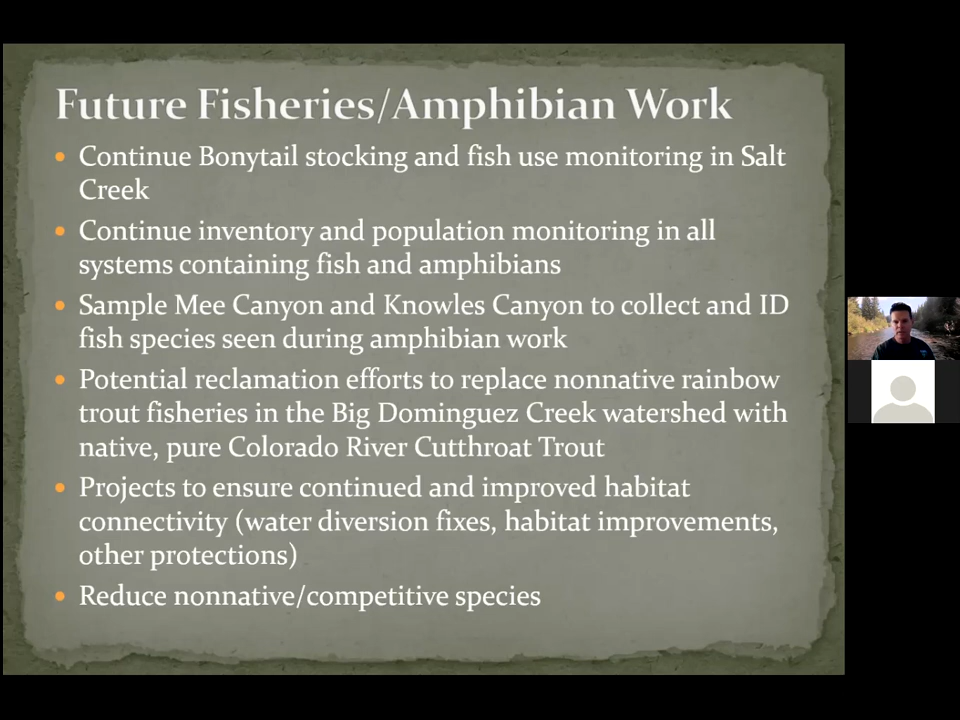 Future Fisheries/Amphibian Work
• Continue Bonytail stocking and fish use monitoring in Salt
Creek
• Continue inventory and population monitoring in all
systems containing fish and amphibians
• Sample Mee Canyon and Knowles Canyon to collect and ID
fish species seen during amphibian work
• Potential reclamation efforts to replace nonnative rainbow
trout fisheries in the Big Dominguez Creek watershed with
native, pure Colorado River Cutthroat Trout
• Projects to ensure continued and improved habitat
connectivity (water diversion fixes, habitat improvements,
other protections)
• Reduce nonnative/competitive species